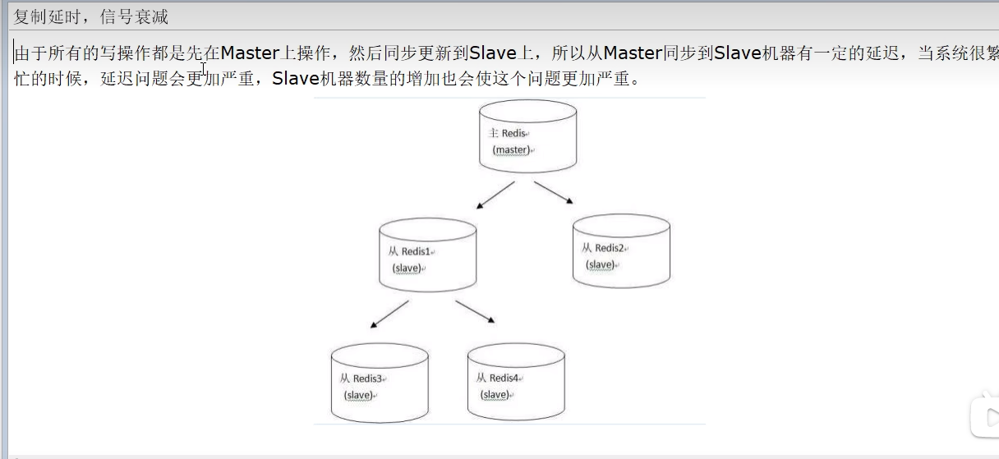 复制延时，信号衰减
由于所有的写操作都是先在Master上操作，然后同步更新到Slave上，所以从Master同步到Slave机器有一定的延迟，当系统很繁
忙的时候，延迟问题会更加严重，Slave机器数量的增加也会使这个问题更加严重。
主 Redis
(master)
从 Redis1
(slave)
从 Redis2
(slave)
从 Redis3
(slave)
从 Redis4
(slave)